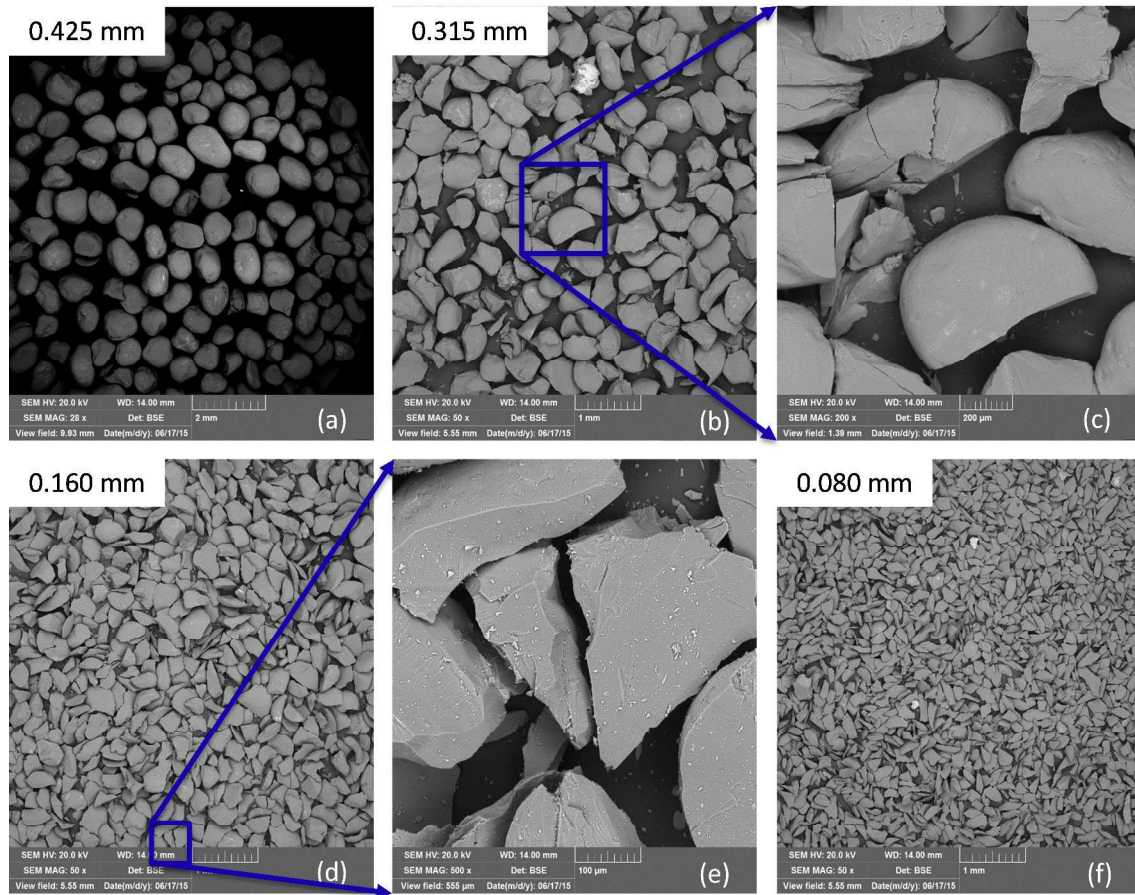 0.425 mm
SEM HV: 20.0 kV WD: 14.00 mm
SEM MAG: 28 x Det: BSE 2 mm
View field: 9.93 mm Date(m/d/y): 06/17/15
(a)
0.315 mm
SEM HV: 20.0 kV WD: 14.00 mm
SEM MAG: 50 x Det: BSE 1 mm
View field: 5.55 mm Date(m/d/y): 06/17/15
(b)
SEM HV: 20.0 kV WD: 14.00 mm
SEM MAG: 200 x Det: BSE 200 µm
View field: 1.39 mm Date(m/d/y): 06/17/15
(c)
0.160 mm
SEM HV: 20.0 kV WD: 14.00 mm
SEM MAG: 50 x Det: BSE mm
View field: 5.55 mm Date(m/d/y): 06/17/15
(d)
SEM HV: 20.0 kV WD: 14.00 mm
SEM MAG: 500 x Det: BSE 100 µm
View field: 555 µm Date(m/d/y): 06/17/15
(e)
0.080 mm
SEM HV: 20.0 kV WD: 14.00 mm
SEM MAG: 50 x Det: BSE 1 mm
View field: 5.55 mm Date(m/d/y): 06/17/15
(f)